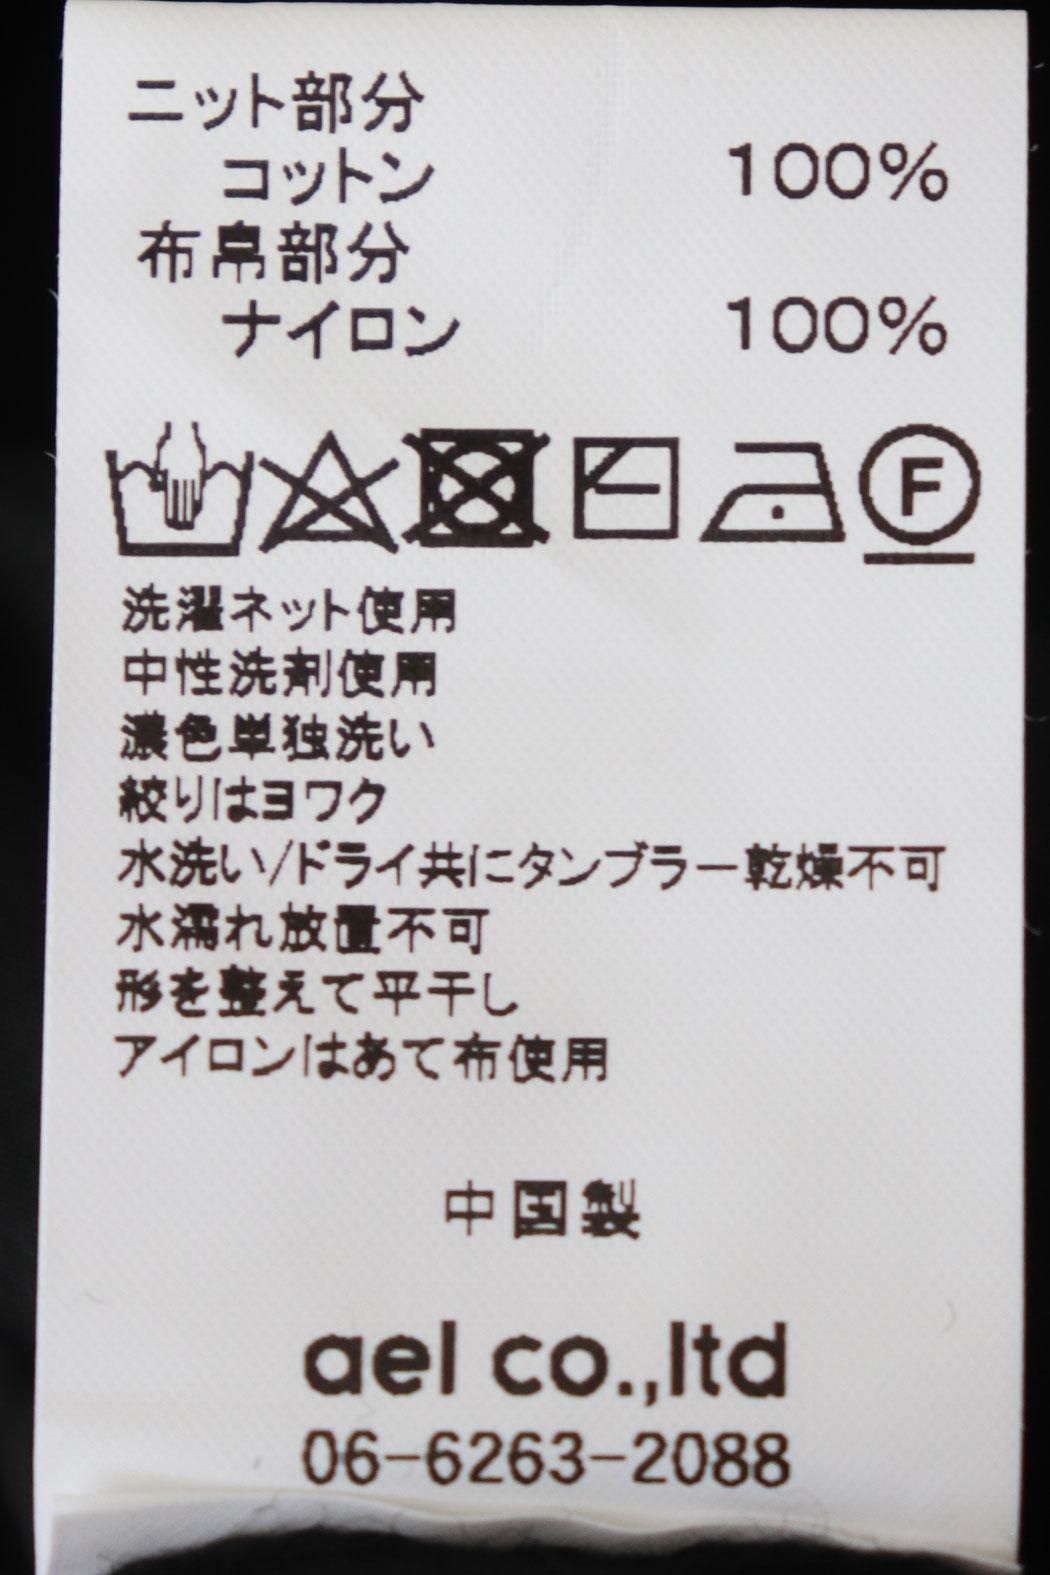 ニット部分
コットン 100%
布帛部分
ナイロン 100%
F
洗濯ネット使用
中性洗剤使用
濃色単独洗い
絞りはヨワク
水洗い/ドライ共にタンブラー乾燥不可
水濡れ放置不可
形を整えて平干し
アイロンはあて布使用
中国製
ael co.,ltd
06-6263-2088